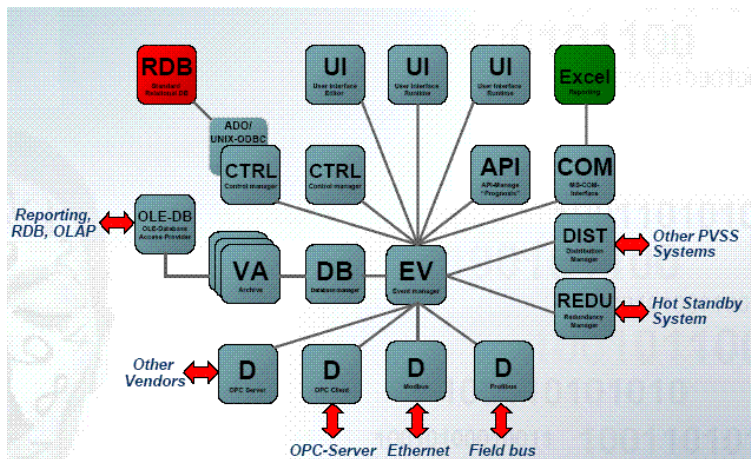 RDB
Standard
Relational DB
UI
User Interface
Editor
UI
User Interface
Runtime
UI
User Interface
Runtime
Excel
Reporting
ADO/
UNIX-ODBC
CTRL
Control manager
CTRL
Control manager
API
API-Manage
"Prognosis"
COM
MS-COM-
Interface
Reporting,
RDB, OLAP
OLE-DB
OLE-Database
Access-Provider
VA
Archive
DB
Database manager
EV
Event manager
DIST
Distribution
Manager
Other PVSS
Systems
REDU
Redundancy
Manager
Hot Standby
System
Other
Vendors
D
OPC Server
D
OPC Client
D
Modbus
D
Profibus
OPC-Server
Ethernet
Field bus